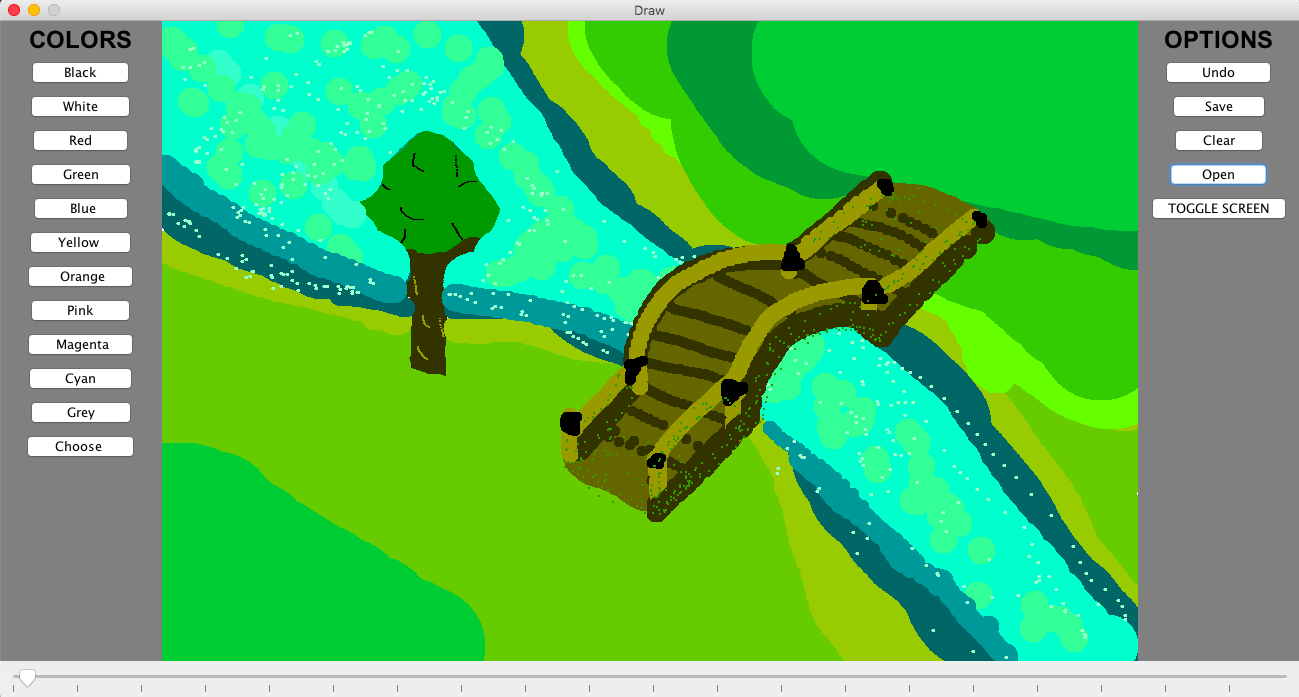 Draw
COLORS
Black
White
Red
Green
Blue
Yellow
Orange
Pink
Magenta
Cyan
Grey
Choose
OPTIONS
Undo
Save
Clear
Open
TOGGLE SCREEN